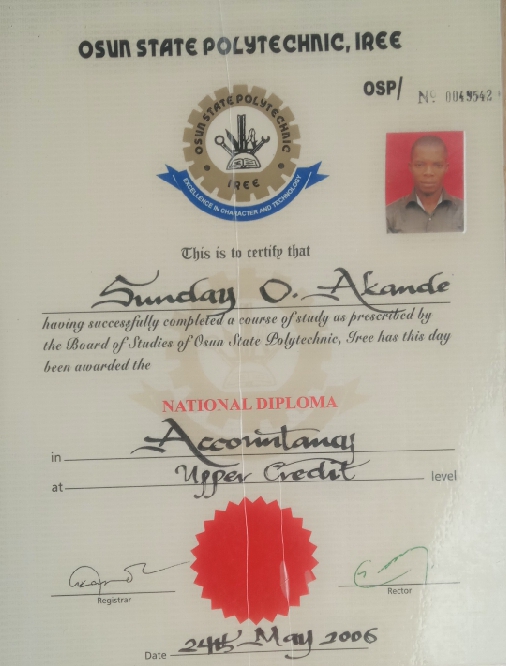 OSUN STATE POLYTECHNIC, IREE
OSP/ Nº 0049542
OSUN STATE POLYTECHNIC
IREE
EXCELLENCE IN CHARACTER AND TECHNOLOGY
This is to certify that
Sunday O. Akande
having successfully completed a course of study as prescribed by
the Board of Studies of Osun State Polytechnic, Iree has this day
been awarded the
NATIONAL DIPLOMA
in Accountancy
at Upper Credit level
Registrar
Rector
Date 24th May 2006